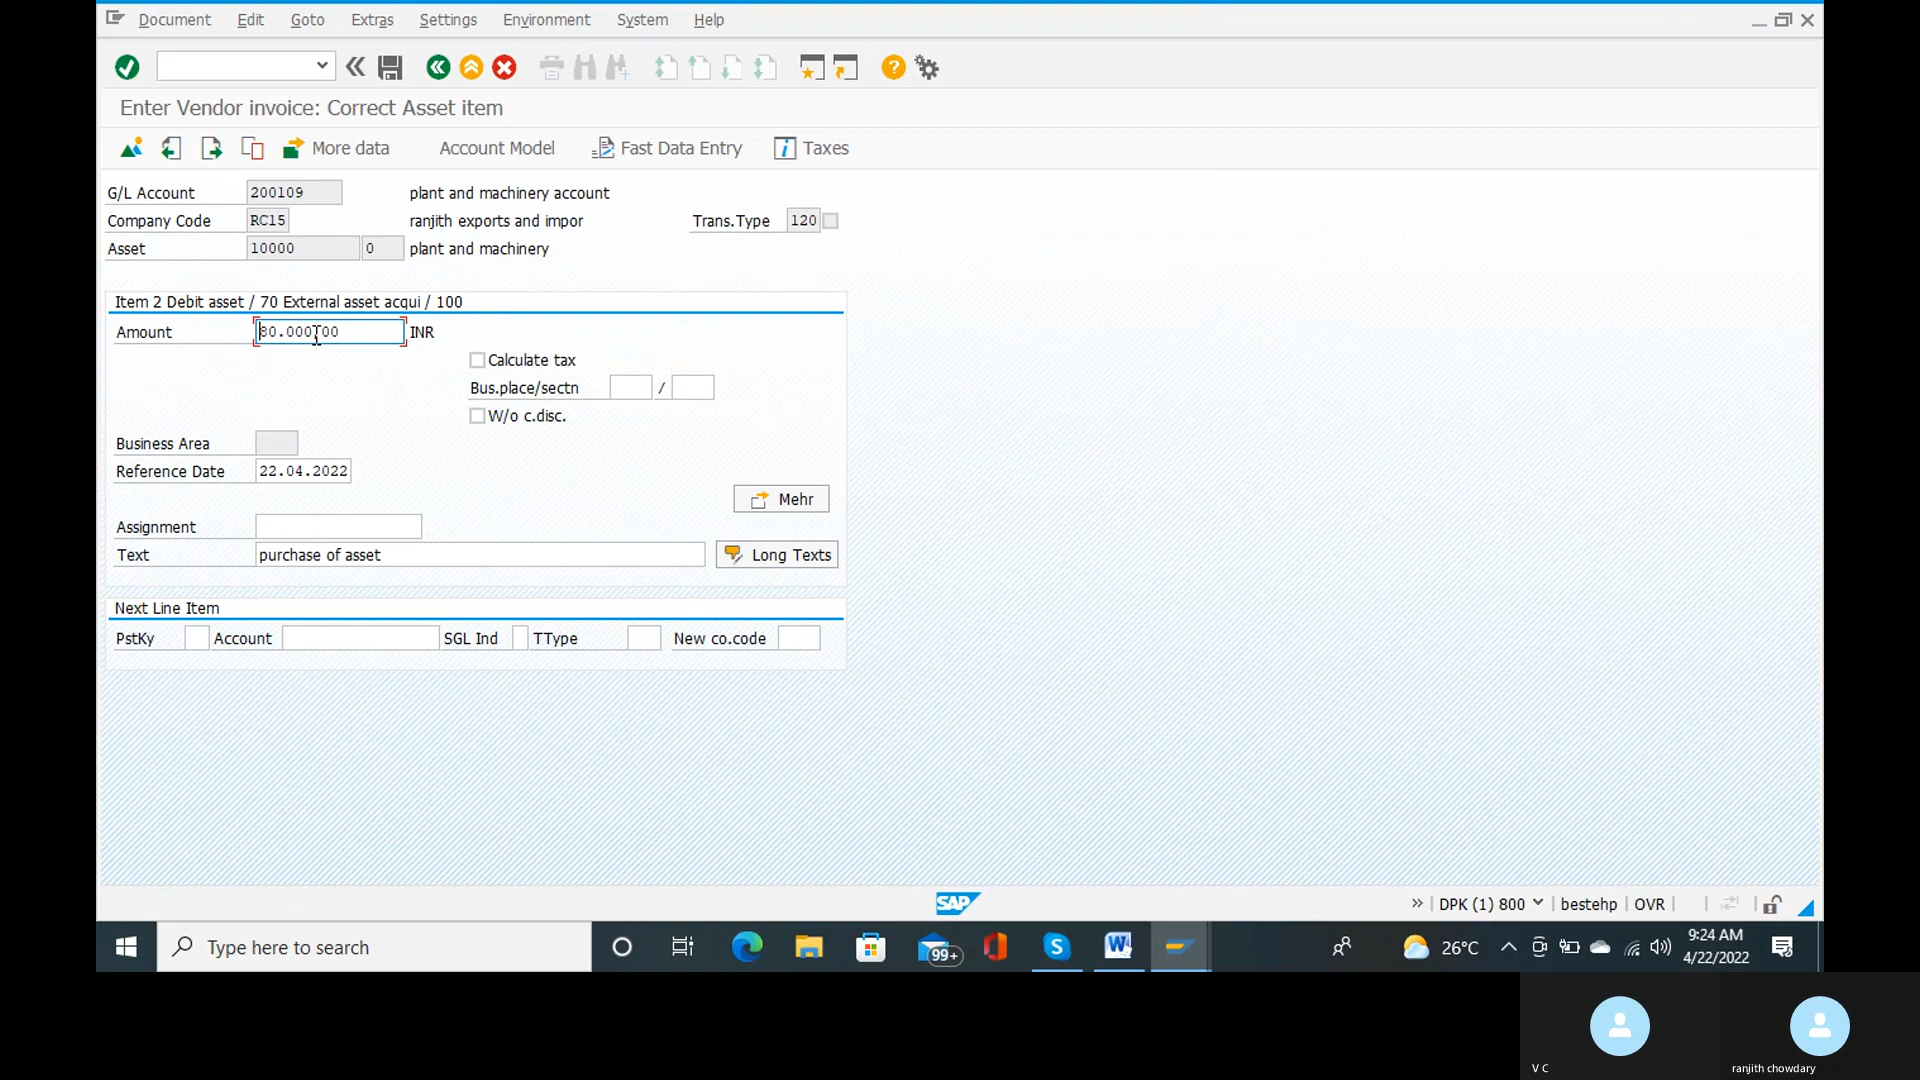 Document Edit Goto Extras Settings Environment System Help
Enter Vendor invoice: Correct Asset item
More data Account Model Fast Data Entry Taxes
G/L Account 200109 plant and machinery account
Company Code RC15 ranjith exports and impor Trans.Type 120
Asset 10000 0 plant and machinery
Item 2 Debit asset / 70 External asset acqui / 100
Amount 80.000,00 INR
Calculate tax
Bus.place/sectn /
W/o c.disc.
Business Area
Reference Date 22.04.2022
Mehr
Assignment
Text purchase of asset Long Texts
Next Line Item
PstKy Account SGL Ind TType New co.code
SAP DPK (1) 800 bestehp OVR
Type here to search 99+ 26°C 9:24 AM
4/22/2022
V C ranjith chowdary